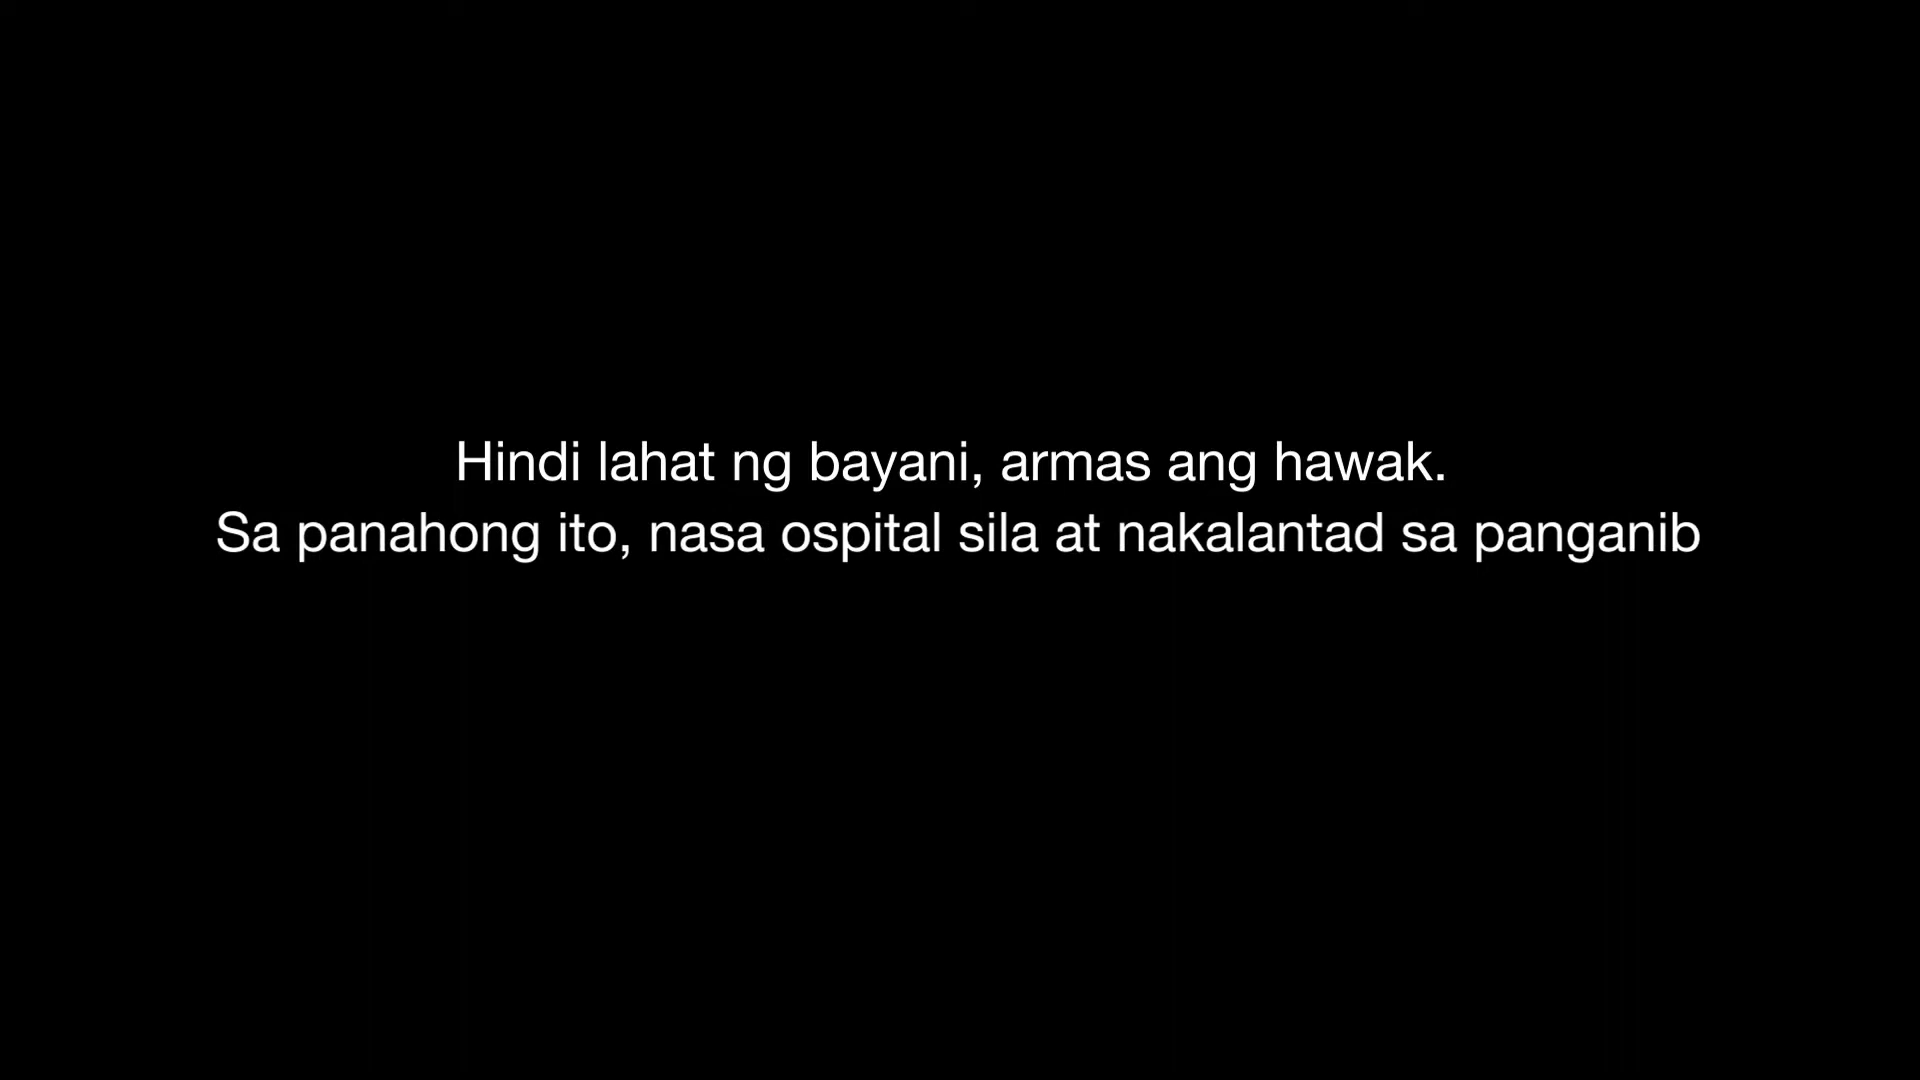 Hindi lahat ng bayani, armas ang hawak.
Sa panahong ito, nasa ospital sila at nakalantad sa panganib